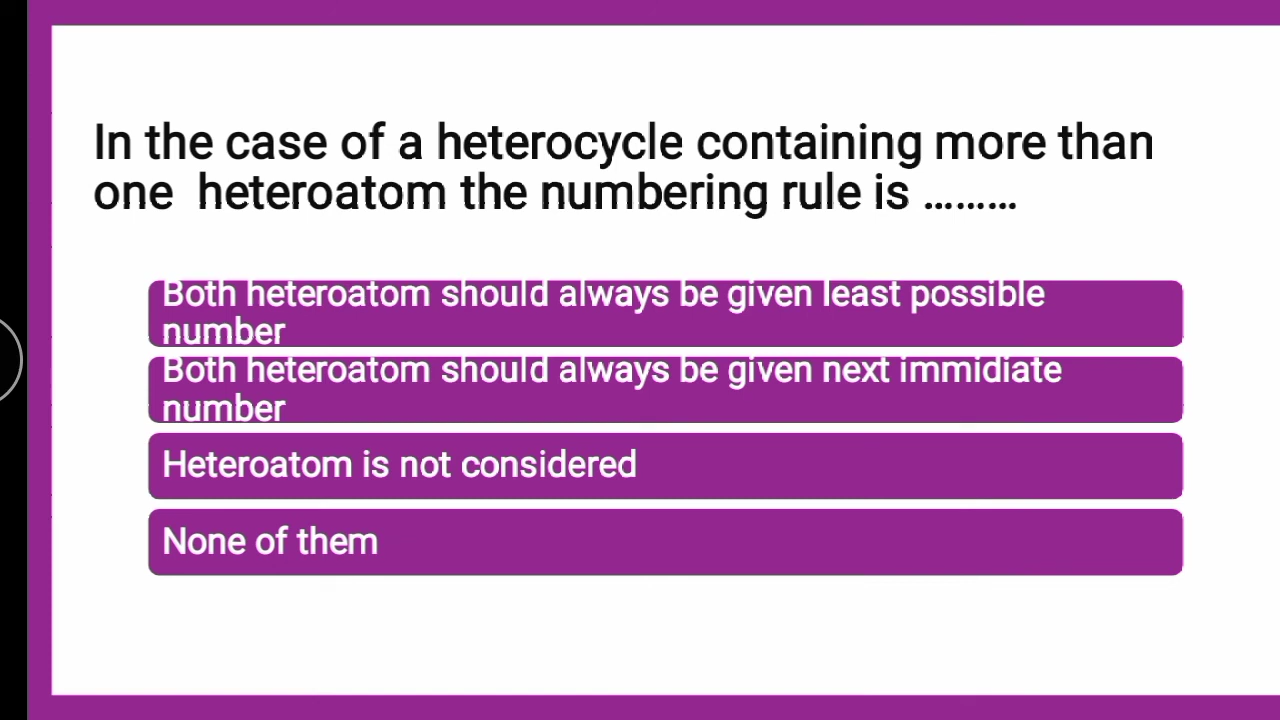 In the case of a heterocycle containing more than
one heteroatom the numbering rule is .........
Both heteroatom should always be given least possible
number
Both heteroatom should always be given next immidiate
number
Heteroatom is not considered
None of them